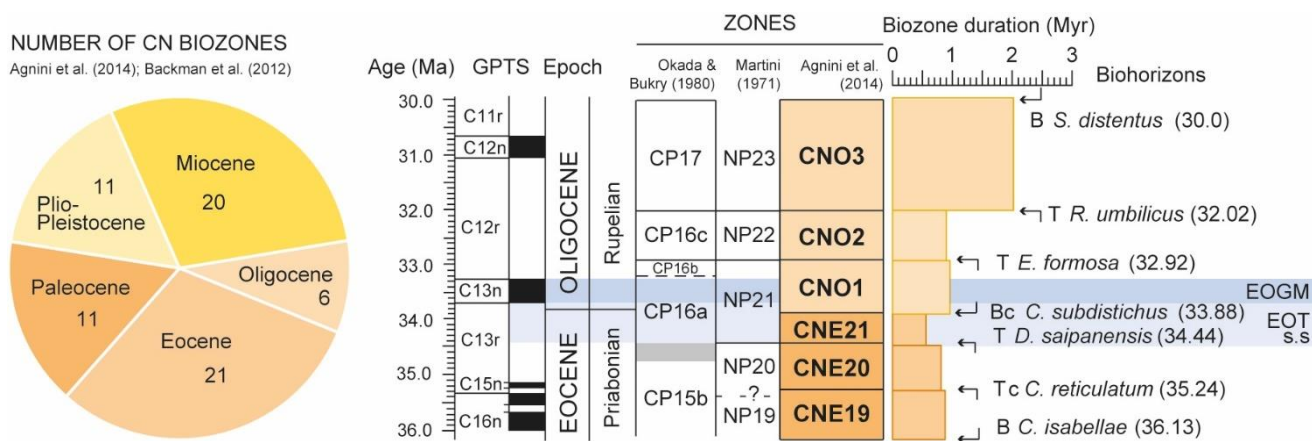 NUMBER OF CN BIOZONES
Agnini et al. (2014); Backman et al. (2012)
Miocene
20
11
Plio-
Pleistocene
Oligocene
6
Paleocene
11
Eocene
21
ZONES
Biozone duration (Myr)
Age (Ma) GPTS Epoch
Okada &
Bukry (1980)
Martini
(1971)
Agnini et al.
(2014)
0 1 2 3
Biohorizons
30.0
31.0
32.0
33.0
34.0
35.0
36.0
C11r
C12n
C12r
C13n
C13r
C15n
C16n
OLIGOCENE
EOCENE
Rupelian
Priabonian
CP17
CP16c
CP16b
CP16a
CP15b
NP23
NP22
NP21
NP20
- ? -
NP19
CNO3
CNO2
CNO1
CNE21
CNE20
CNE19
B S. distentus (30.0)
T R. umbilicus (32.02)
T E. formosa (32.92)
EOGM
Bc C. subdistichus (33.88)
EOT
s.s
T D. saipanensis (34.44)
Tc C. reticulatum (35.24)
B C. isabellae (36.13)